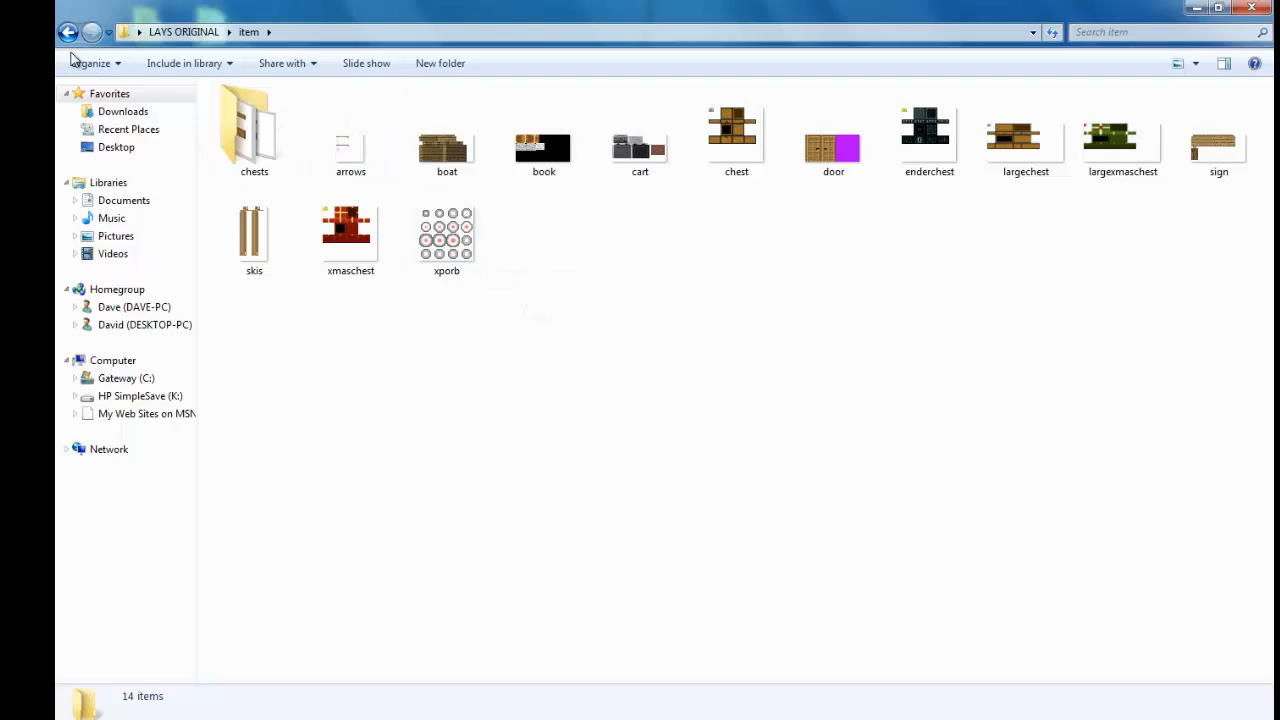 LAYS ORIGINAL item
Search item
Organize Include in library Share with Slide show New folder
Favorites
Downloads
Recent Places
Desktop
Libraries
Documents
Music
Pictures
Videos
Homegroup
Dave (DAVE-PC)
David (DESKTOP-PC)
Computer
Gateway (C:)
HP SimpleSave (K:)
My Web Sites on MSN
Network
chests arrows boat book cart chest door enderchest largechest largexmaschest sign
skis xmaschest xporb
14 items